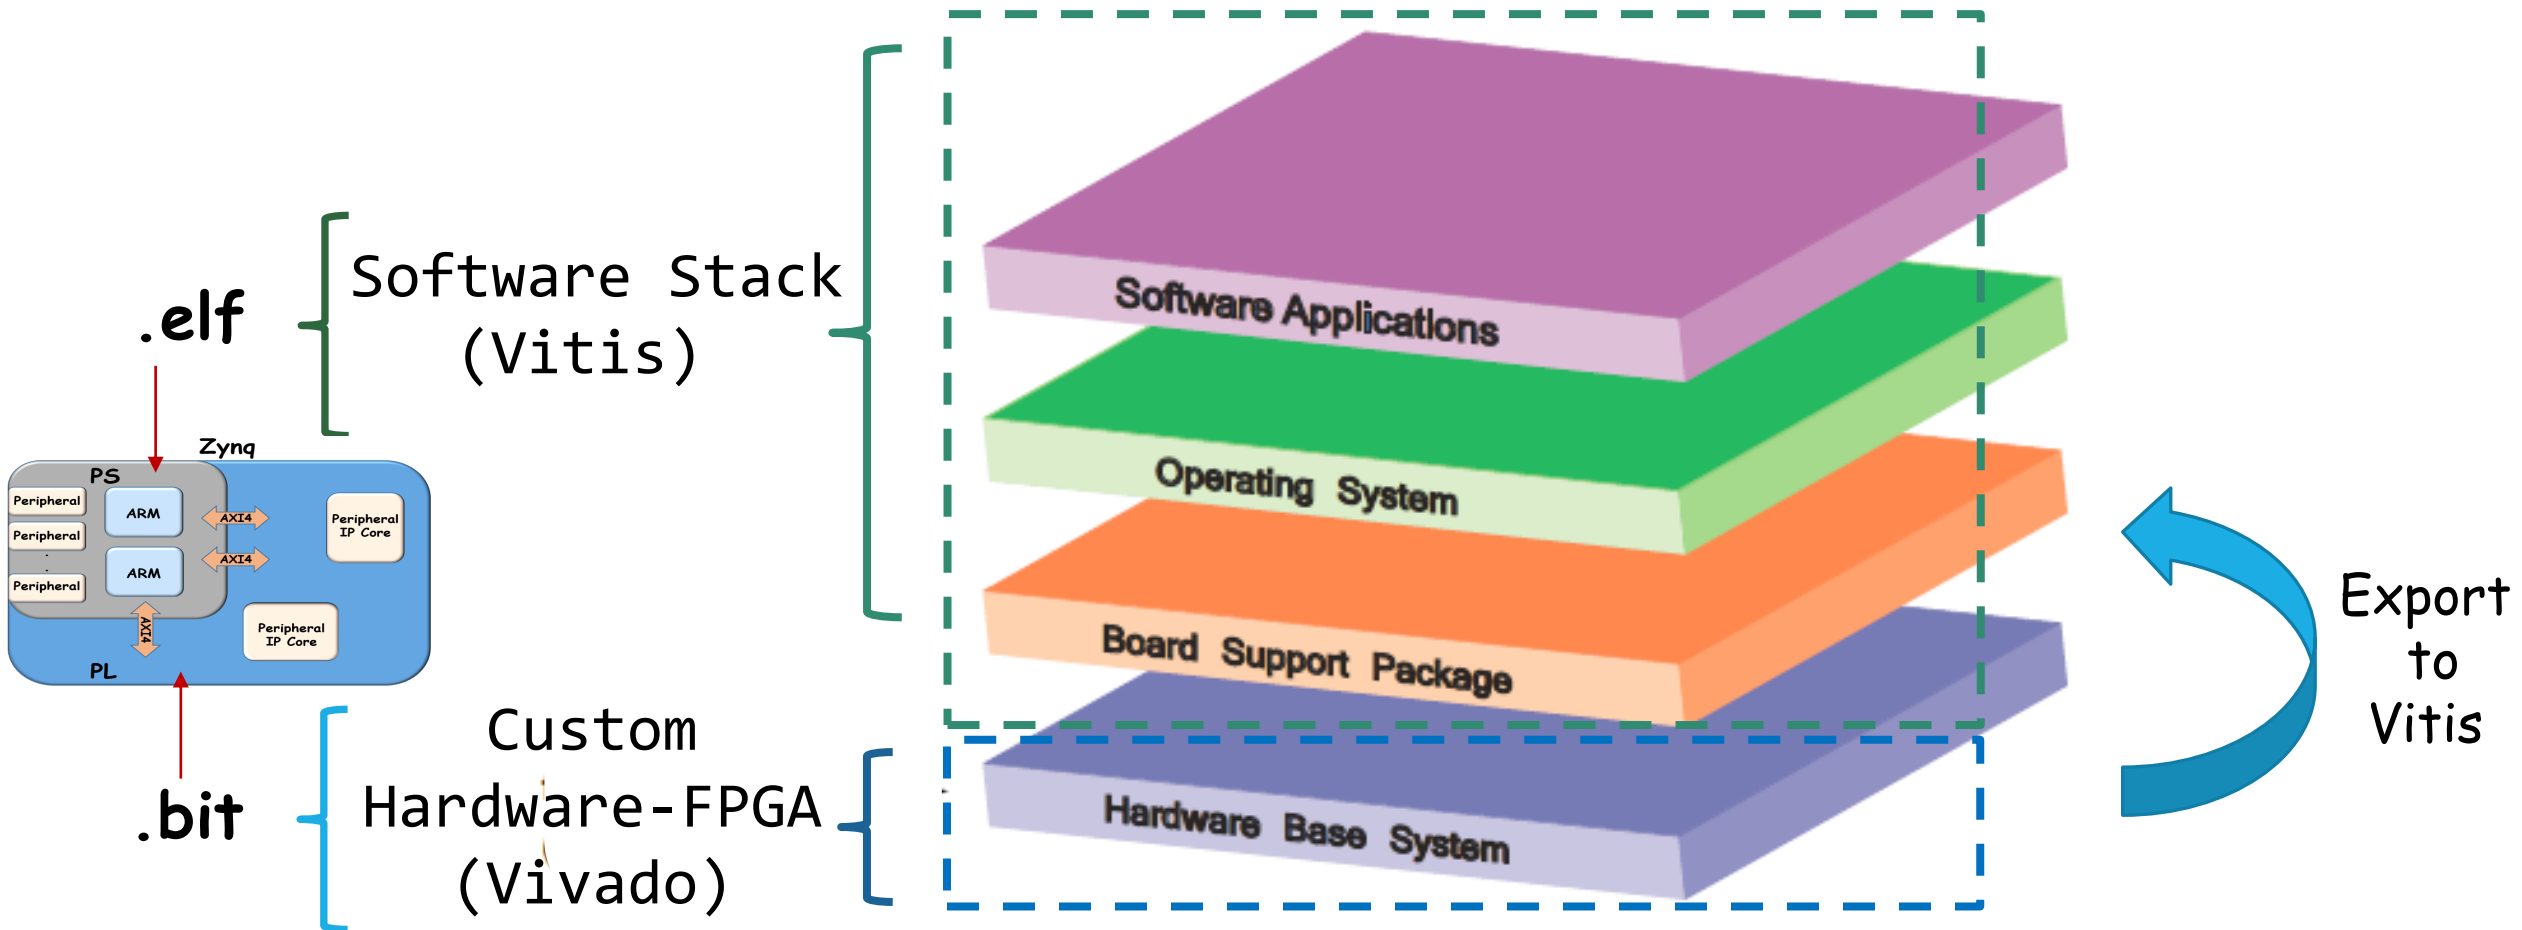 Software Stack
(Vitis)
.elf
Zynq
PS
Peripheral
Peripheral
.
.
Peripheral
ARM
ARM
AXI4
AXI4
AXI4
Peripheral
IP Core
Peripheral
IP Core
PL
.bit
Custom
Hardware-FPGA
(Vivado)
Software Applications
Operating System
Board Support Package
Hardware Base System
Export
to
Vitis